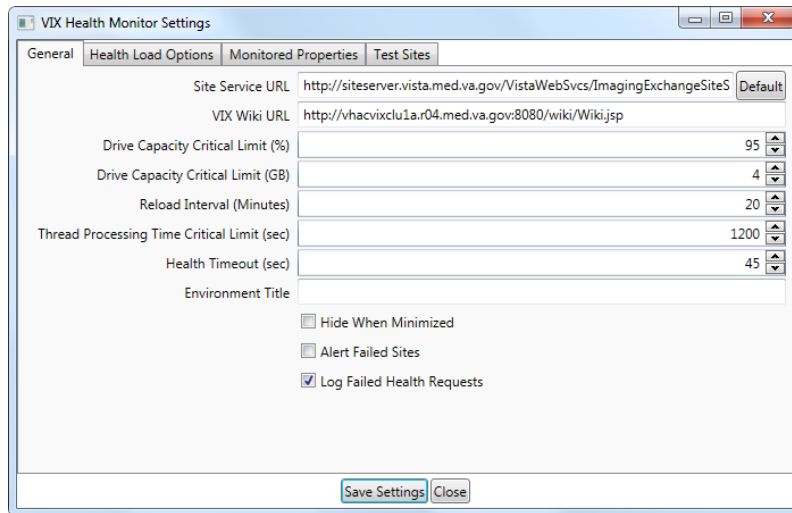 VIX Health Monitor Settings
General Health Load Options Monitored Properties Test Sites
Site Service URL http://siteserver.vista.med.va.gov/VistaWebSvcs/ImagingExchangeSiteS Default
VIX Wiki URL http://vhacvixclu1a.r04.med.va.gov:8080/wiki/Wiki.jsp
Drive Capacity Critical Limit (%) 95
Drive Capacity Critical Limit (GB) 4
Reload Interval (Minutes) 20
Thread Processing Time Critical Limit (sec) 1200
Health Timeout (sec) 45
Environment Title
Hide When Minimized
Alert Failed Sites
Log Failed Health Requests
Save Settings Close